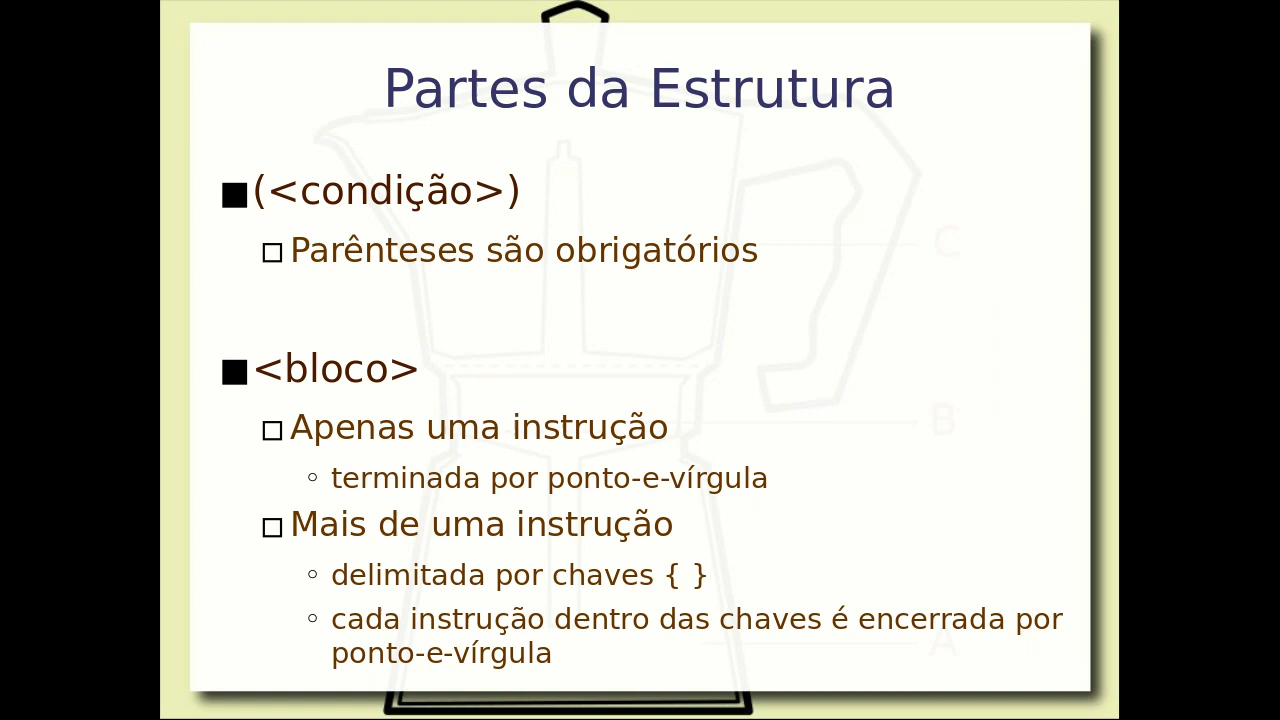 Partes da Estrutura
(<condição>)
Parênteses são obrigatórios
C
<bloco>
B
Apenas uma instrução
terminada por ponto-e-vírgula
Mais de uma instrução
delimitada por chaves { }
cada instrução dentro das chaves é encerrada por
ponto-e-vírgula
A